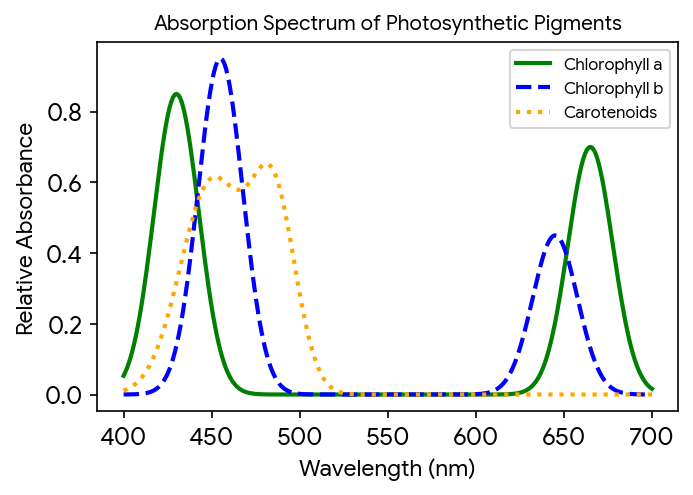 Absorption Spectrum of Photosynthetic Pigments
Chlorophyll a
Chlorophyll b
Carotenoids
Relative Absorbance
0.8
0.6
0.4
0.2
0.0
400 450 500 550 600 650 700
Wavelength (nm)